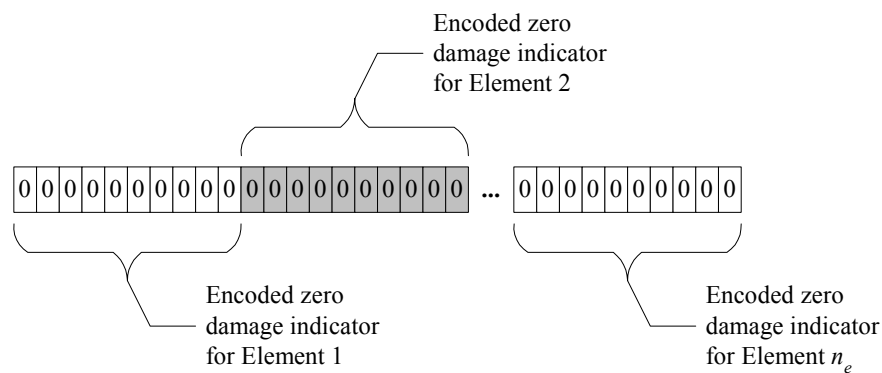 Encoded zero
damage indicator
for Element 2
0 0 0 0 0 0 0 0 0 0 0 0 0 0 0 0 0 0 0 0 ... 0 0 0 0 0 0 0 0 0 0
Encoded zero
damage indicator
for Element 1
Encoded zero
damage indicator
for Element nₑ